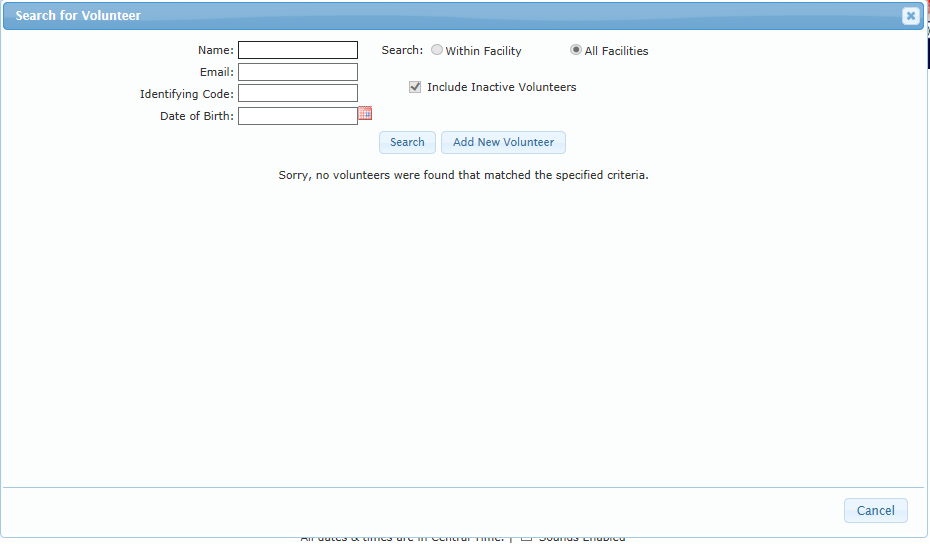 Search for Volunteer
Name:
Search: Within Facility All Facilities
Email:
Include Inactive Volunteers
Identifying Code:
Date of Birth:
Search Add New Volunteer
Sorry, no volunteers were found that matched the specified criteria.
Cancel
All dates & times are in Central Time. | Sounds Enabled